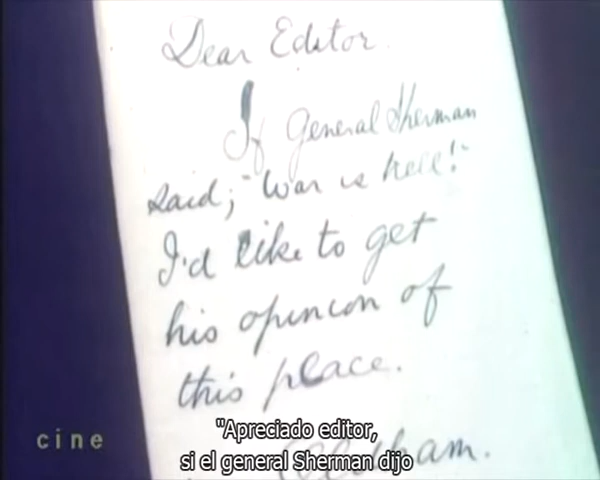 Dear Editor
If General Sherman
said; "War is hell!"
I'd like to get
his opinion of
this place.
cine
"Apreciado editor,
si el general Sherman dijo